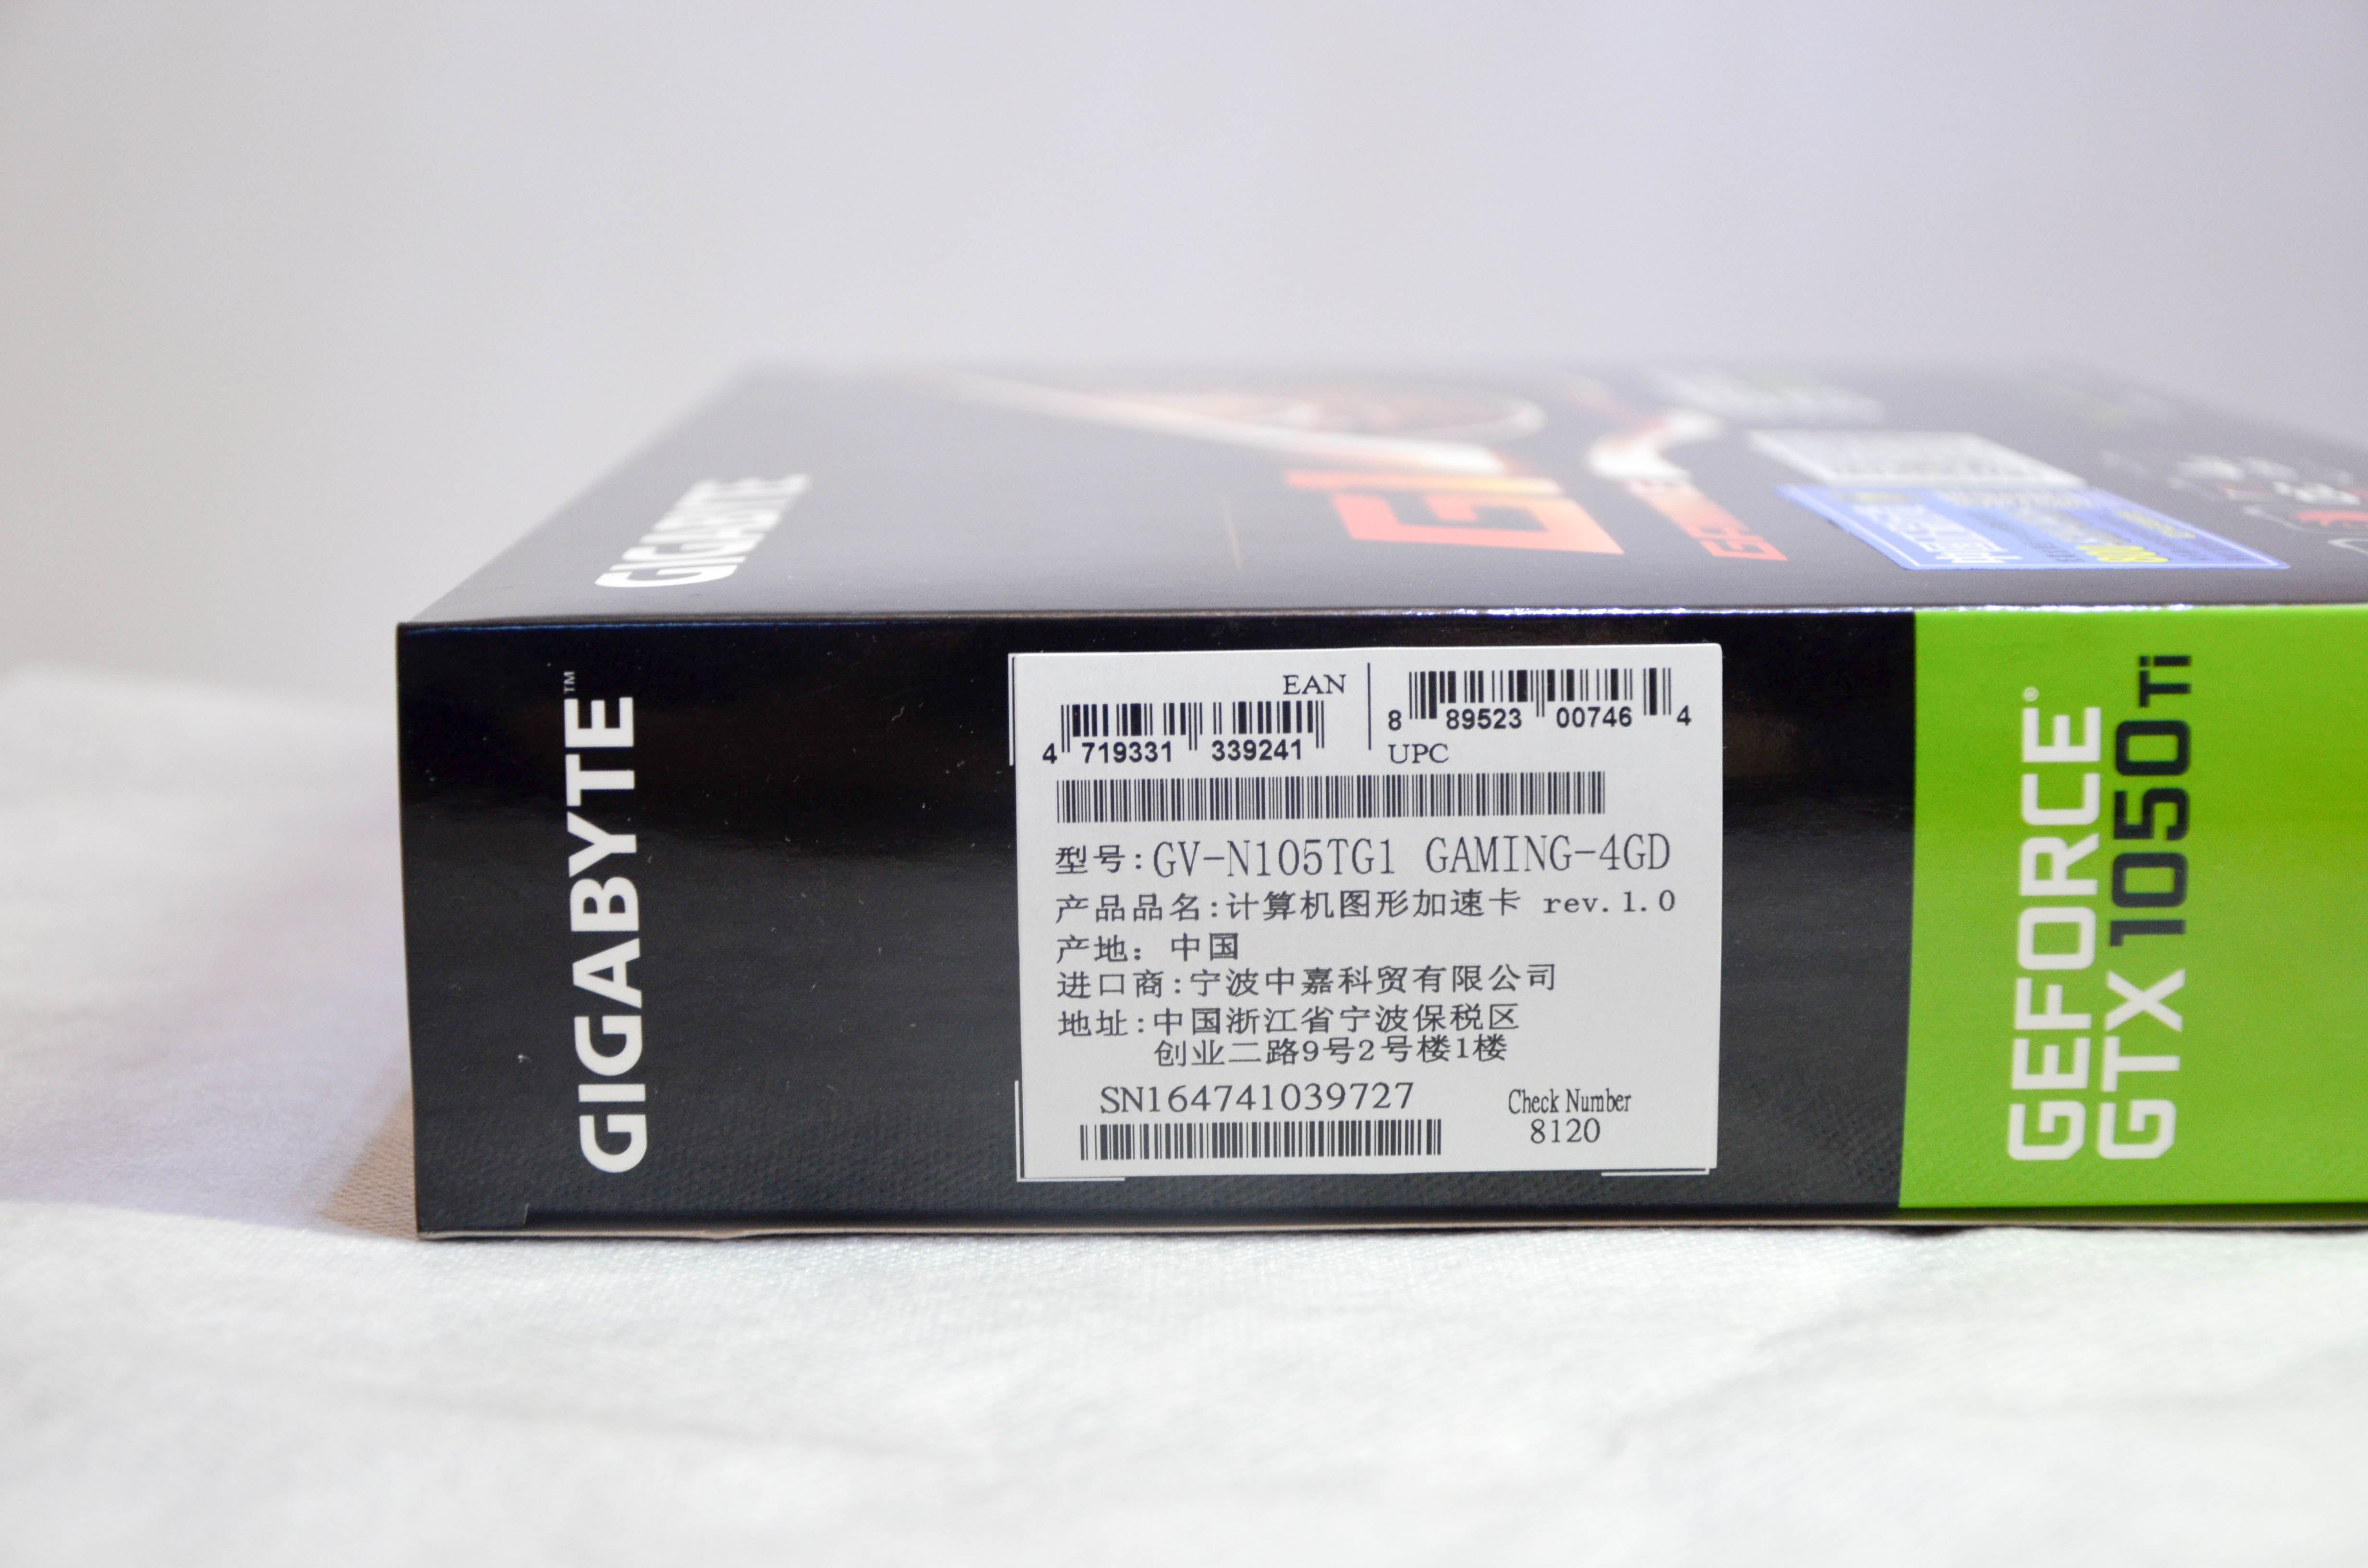 GIGABYTE
G1
GIGABYTE™
EAN
4 719331 339241
8 89523 00746 4
UPC
型号:GV-N105TG1 GAMING-4GD
产品品名:计算机图形加速卡 rev.1.0
产地: 中国
进口商:宁波中嘉科贸有限公司
地址:中国浙江省宁波保税区
创业二路9号2号楼1楼
SN164741039727
Check Number
8120
GEFORCE®
GTX 1050 Ti